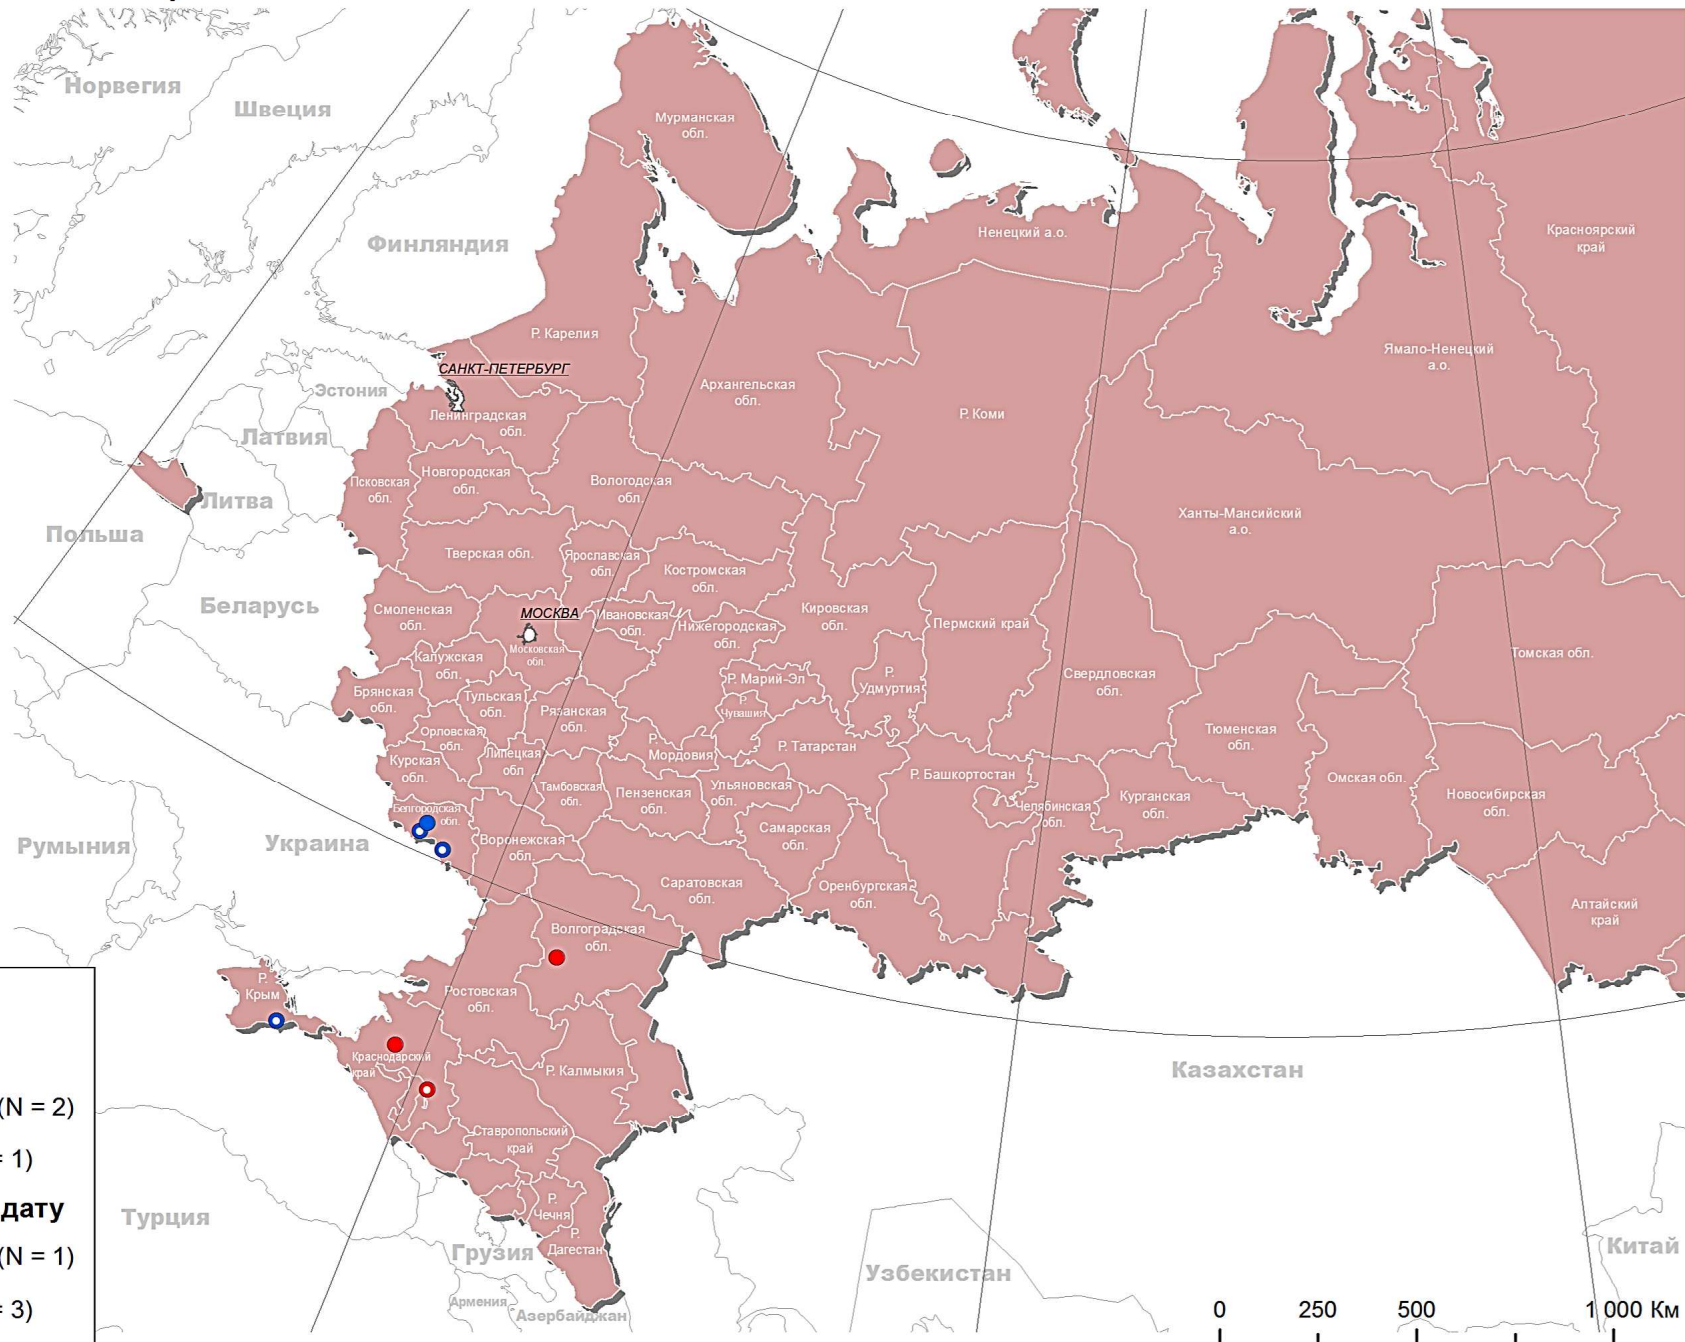 Норвегия
Швеция
Мурманская
обл.
Финляндия
Ненецкий а.о.
Красноярский
край
Р. Карелия
САНКТ-ПЕТЕРБУРГ
Эстония
Ленинградская
обл.
Архангельская
обл.
Р. Коми
Ямало-Ненецкий
а.о.
Латвия
Псковская
обл.
Новгородская
обл.
Вологодская
обл.
Литва
Польша
Ханты-Мансийский
а.о.
Тверская обл.
Ярославская
обл.
Костромская
обл.
Беларусь
Смоленская
обл.
МОСКВА
Московская
обл.
Ивановская
обл.
Нижегородская
обл.
Кировская
обл.
Пермский край
Томская обл.
Калужская
обл.
Брянская
обл.
Тульская
обл.
Рязанская
обл.
Р. Марий-Эл
Р.
Чувашия
Р.
Удмуртия
Свердловская
обл.
Тюменская
обл.
Орловская
обл.
Липецкая
обл
Р.
Мордовия
Р. Татарстан
Курская
обл.
Тамбовская
обл.
Пензенская
обл.
Ульяновская
обл.
Р. Башкортостан
Челябинская
обл.
Курганская
обл.
Омская обл.
Новосибирская
обл.
Белгородская
обл.
Воронежская
обл.
Самарская
обл.
Румыния
Украина
Саратовская
обл.
Оренбургская
обл.
Алтайский
край
Волгоградская
обл.
Р.
Крым
Ростовская
обл.
Краснодарский
край
Р. Калмыкия
Казахстан
(N = 2)
Ставропольский
край
= 1)
дату
Турция
Р.
Чечня
Р.
Дагестан
(N = 1)
Грузия
Китай
Узбекистан
= 3)
Армения
Азербайджан
0 250 500 1 000 Км